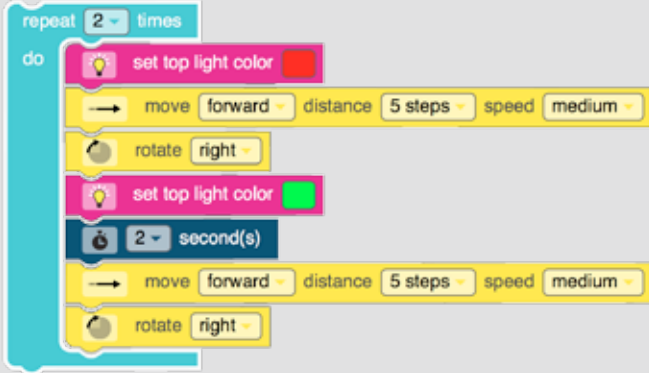 repeat 2 times
do set top light color
move forward distance 5 steps speed medium
rotate right
set top light color
2 second(s)
move forward distance 5 steps speed medium
rotate right